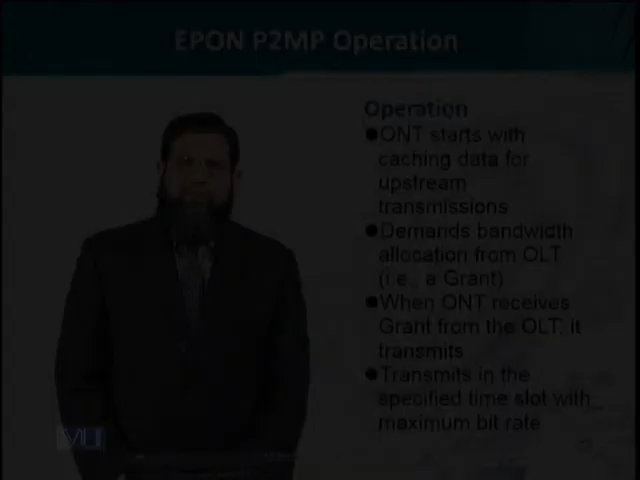 EPON P2MP Operation
Operation
●ONT starts with
caching data for
upstream
transmissions
●Demands bandwidth
allocation from OLT
(i.e., a Grant)
●When ONT receives
Grant from the OLT, it
transmits
●Transmits in the
specified time slot with
maximum bit rate
VU